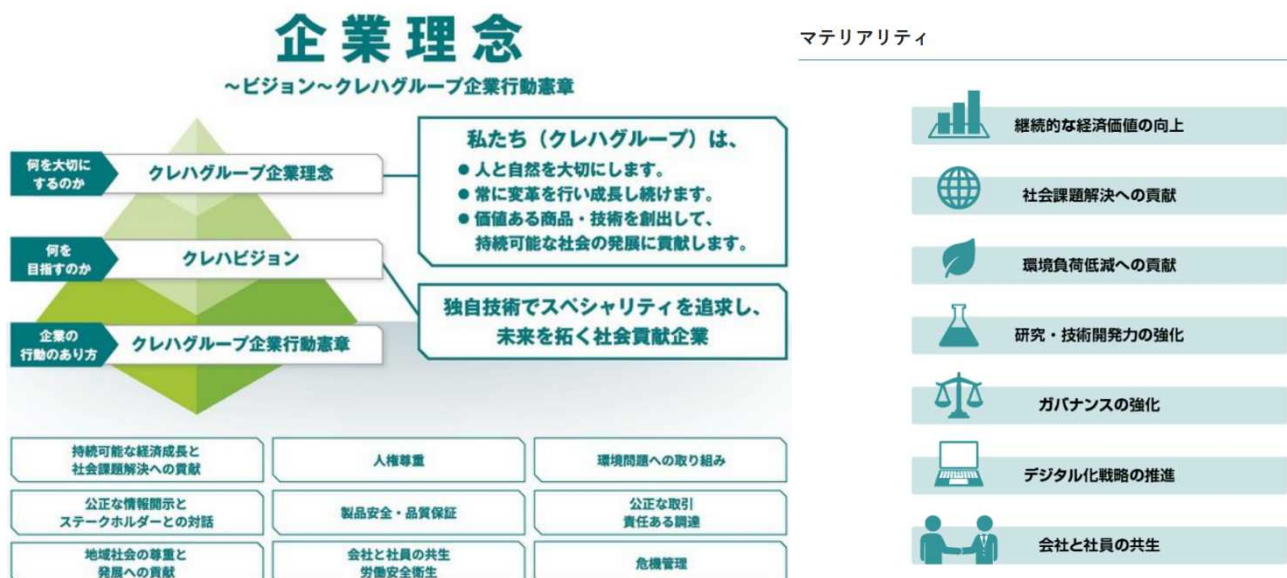 企業理念
～ビジョン～クレハグループ企業行動憲章
何を大切に
するのか
クレハグループ企業理念
私たち（クレハグループ）は、
● 人と自然を大切にします。
● 常に変革を行い成長し続けます。
● 価値ある商品・技術を創出して、
持続可能な社会の発展に貢献します。
何を
目指すのか
クレハビジョン
独自技術でスペシャリティを追求し、
未来を拓く社会貢献企業
企業の
行動のあり方
クレハグループ企業行動憲章
持続可能な経済成長と
社会課題解決への貢献
人権尊重
環境問題への取り組み
公正な情報開示と
ステークホルダーとの対話
製品安全・品質保証
公正な取引
責任ある調達
地域社会の尊重と
発展への貢献
会社と社員の共生
労働安全衛生
危機管理
マテリアリティ
継続的な経済価値の向上
社会課題解決への貢献
環境負荷低減への貢献
研究・技術開発力の強化
ガバナンスの強化
デジタル化戦略の推進
会社と社員の共生